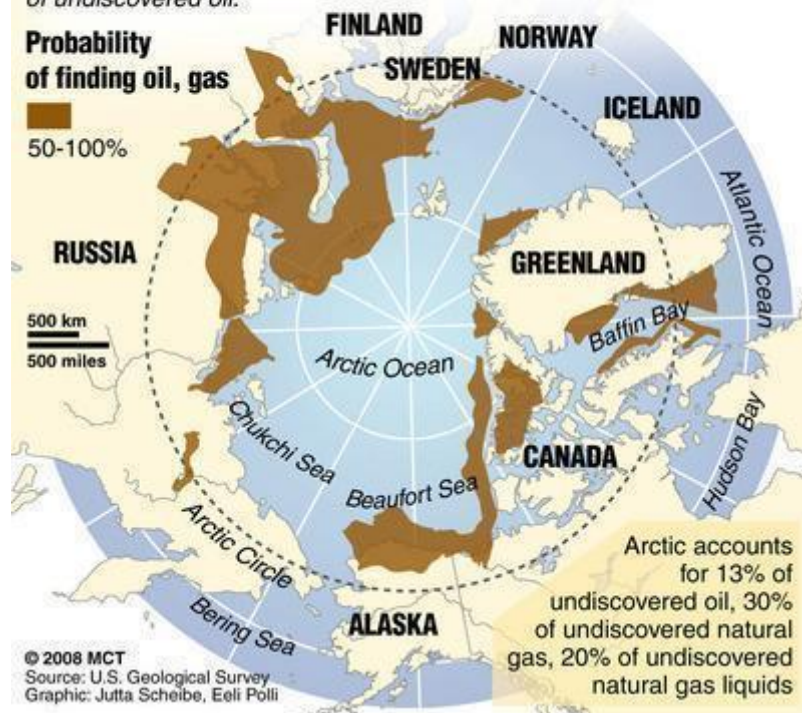 of undiscovered oil.
Probability
of finding oil, gas
50-100%
FINLAND
SWEDEN
NORWAY
ICELAND
Atlantic Ocean
RUSSIA
GREENLAND
Baffin Bay
500 km
500 miles
Arctic Ocean
Chukchi Sea
Beaufort Sea
CANADA
Hudson Bay
Arctic Circle
Bering Sea
ALASKA
Arctic accounts
for 13% of
undiscovered oil, 30%
of undiscovered natural
gas, 20% of undiscovered
natural gas liquids
© 2008 MCT
Source: U.S. Geological Survey
Graphic: Jutta Scheibe, Eeli Polli